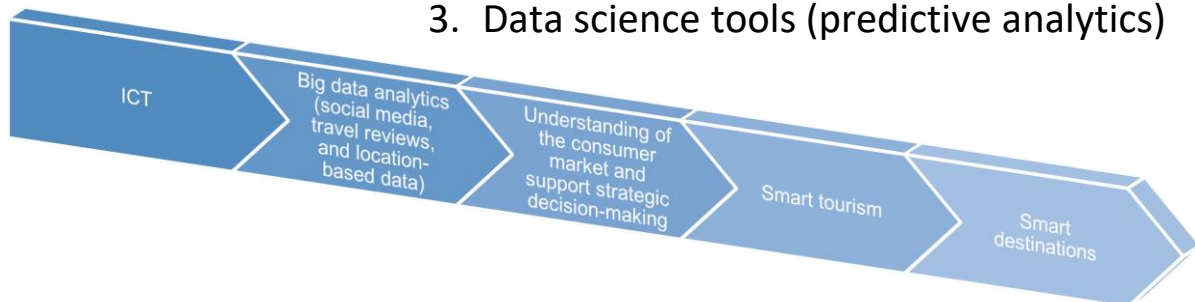 3. Data science tools (predictive analytics)
ICT
Big data analytics
(social media,
travel reviews,
and location-
based data)
Understanding of
the consumer
market and
support strategic
decision-making
Smart tourism
Smart
destinations